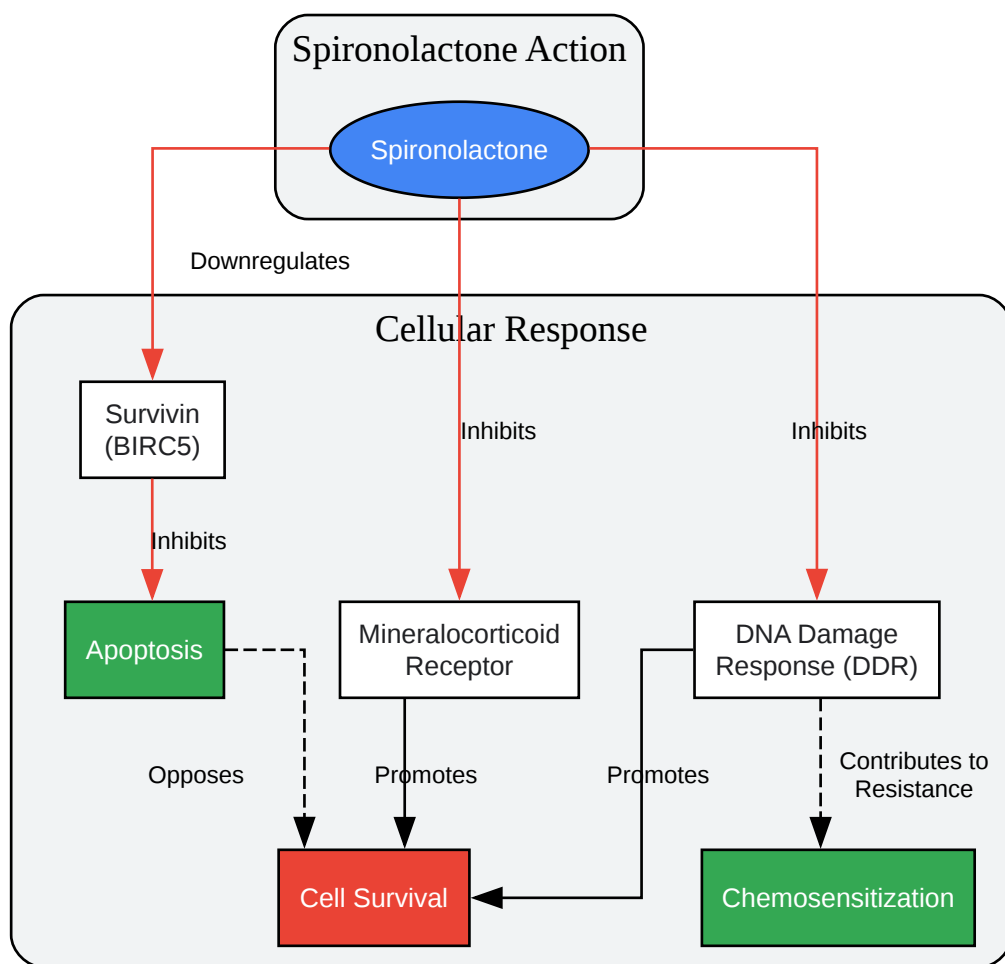 Spironolactone Action
Spironolactone
Downregulates
Cellular Response
Survivin
(BIRC5)
Inhibits
Inhibits
Inhibits
Apoptosis
Mineralocorticoid
Receptor
DNA Damage
Response (DDR)
Opposes
Promotes
Promotes
Contributes to
Resistance
Cell Survival
Chemosensitization